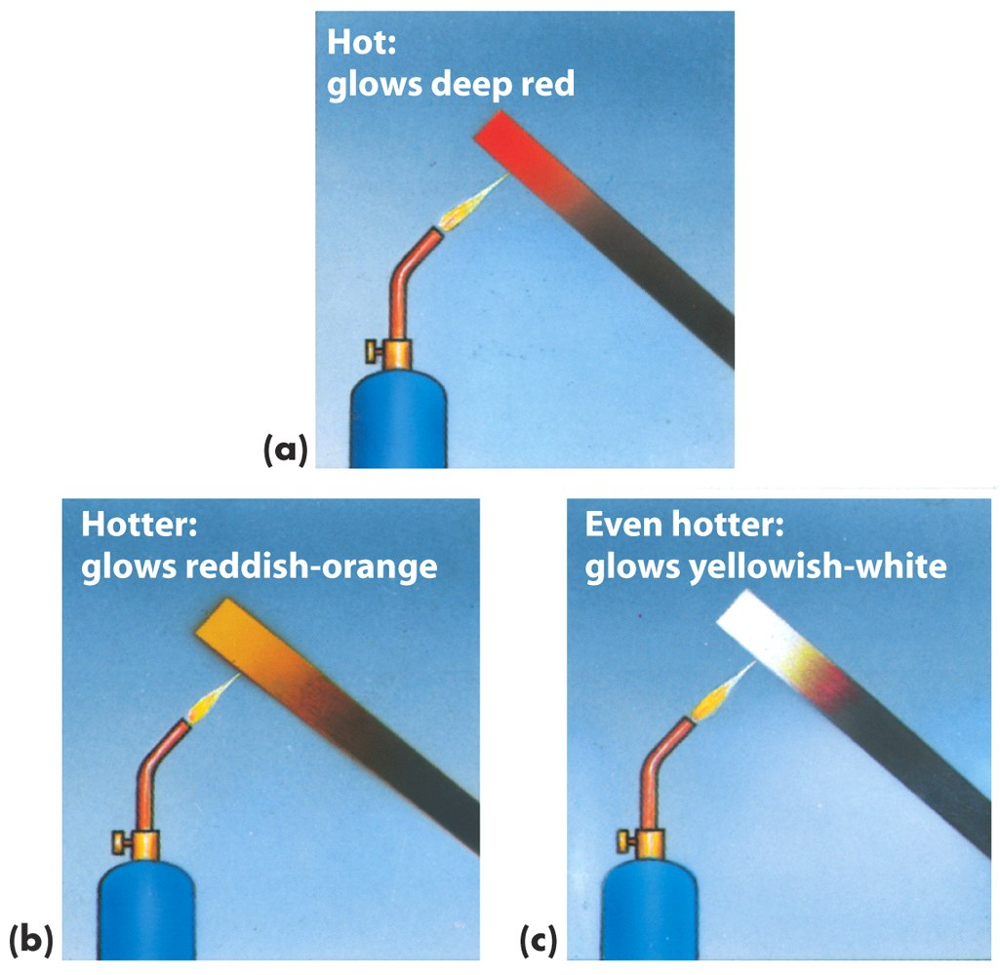 Hot:
glows deep red
(a)
Hotter:
glows reddish-orange
(b)
Even hotter:
glows yellowish-white
(c)